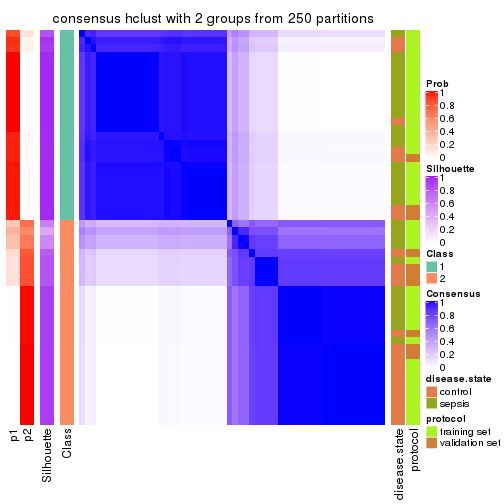 consensus hclust with 2 groups from 250 partitions
Prob
1
0.8
0.6
0.4
0.2
0
Silhouette
1
0.8
0.6
0.4
0.2
0
Class
1
2
Consensus
1
0.8
0.6
0.4
0.2
0
disease.state
control
sepsis
protocol
training set
validation set
p1
p2
Silhouette
Class
disease.state
protocol